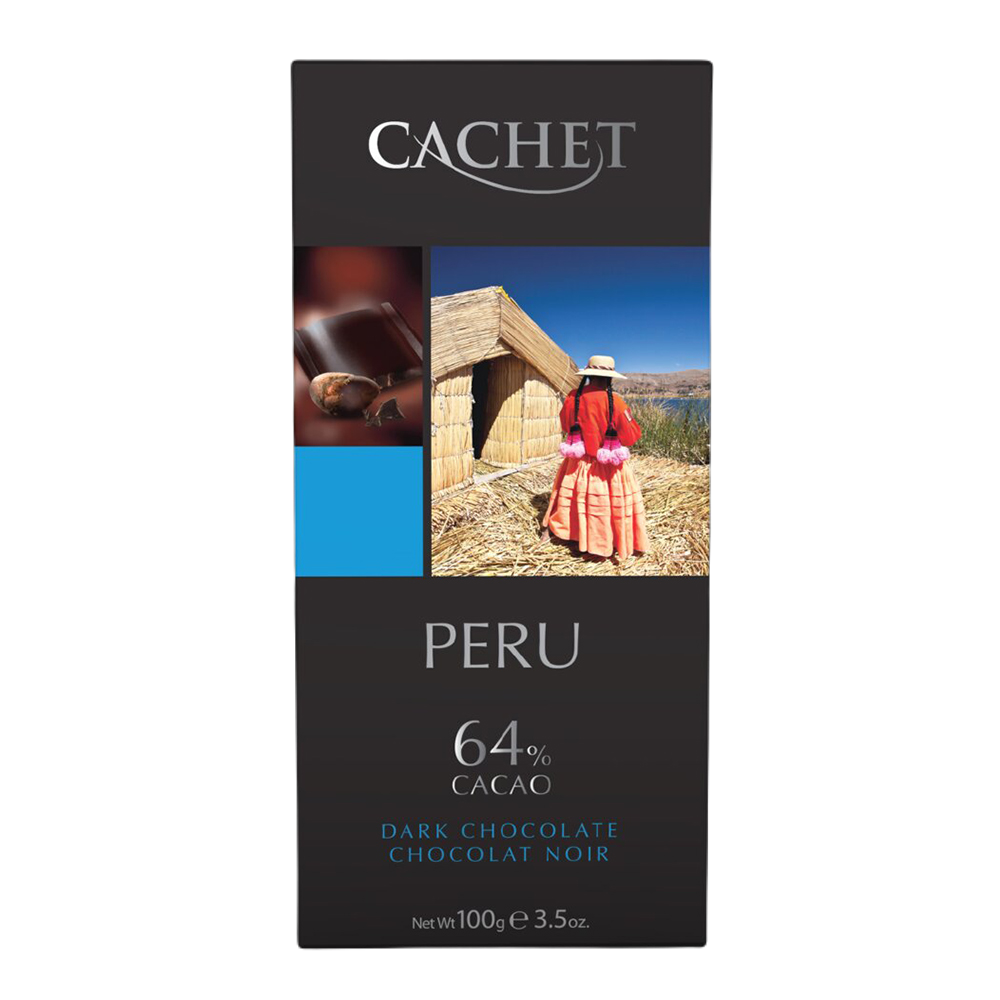 CACHET
PERU
64%
CACAO
DARK CHOCOLATE
CHOCOLAT NOIR
Net Wt 100g ℮ 3.5oz.